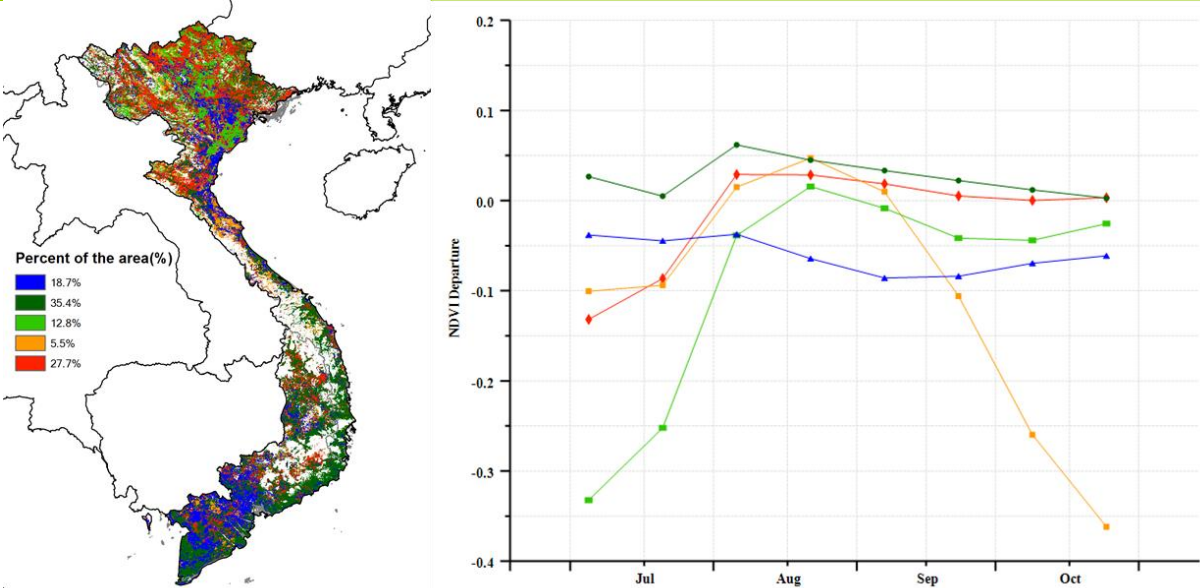 Percent of the area(%)
18.7%
35.4%
12.8%
5.5%
27.7%
NDVI Departure
0.2
0.1
0.0
-0.1
-0.2
-0.3
-0.4
Jul
Aug
Sep
Oct